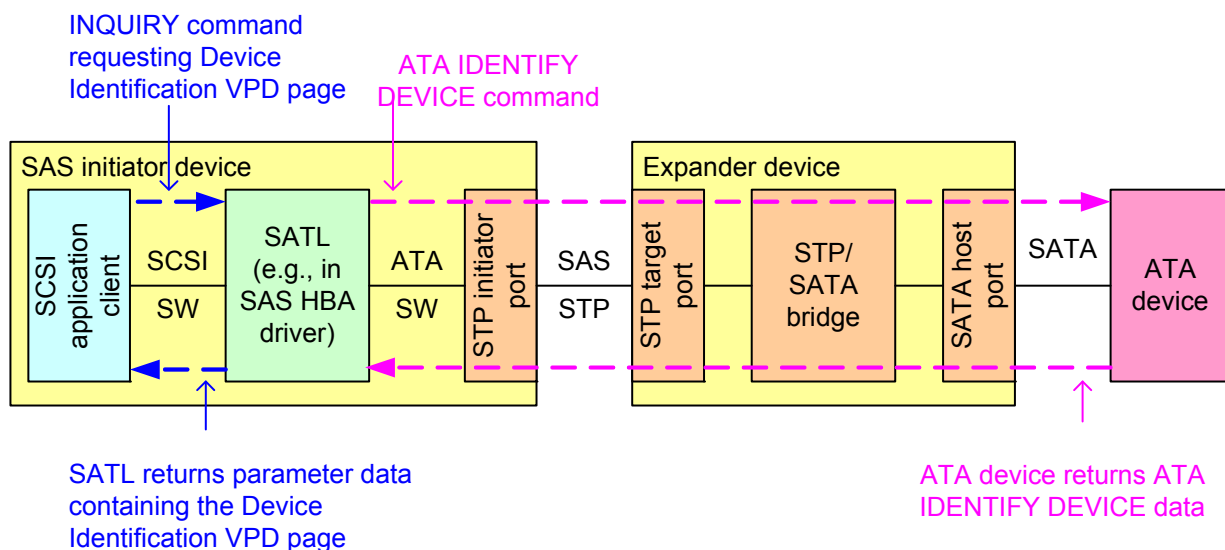 INQUIRY command
requesting Device
Identification VPD page
ATA IDENTIFY
DEVICE command
SAS initiator device
Expander device
SCSI
application
client
SCSI
SW
SATL
(e.g., in
SAS HBA
driver)
ATA
SW
STP initiator
port
SAS
STP
STP target
port
STP/
SATA
bridge
SATA host
port
SATA
ATA
device
SATL returns parameter data
containing the Device
Identification VPD page
ATA device returns ATA
IDENTIFY DEVICE data